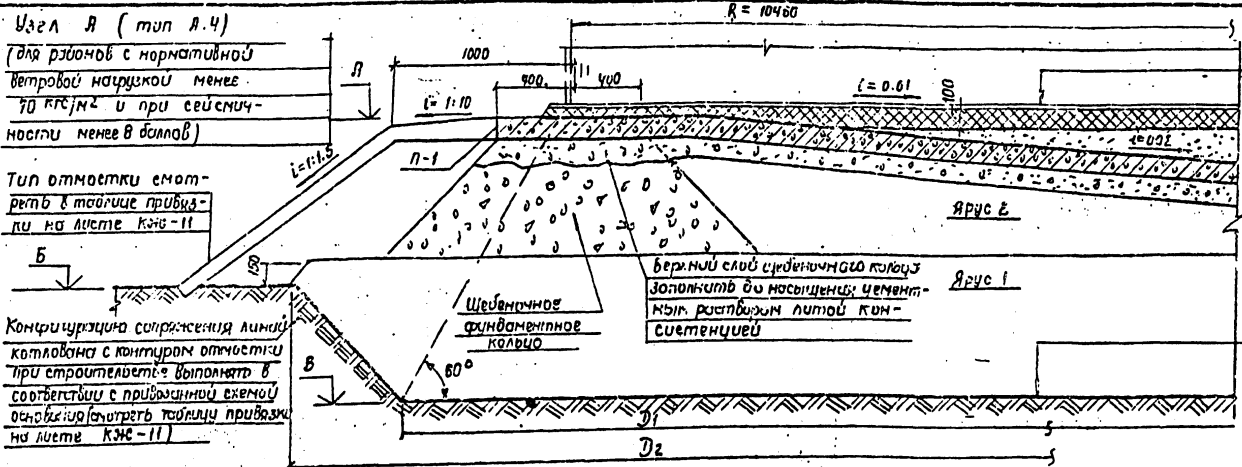 Узел А (тип А.4)
(для районов с нормативной
ветровой нагрузкой менее
70 кгс/м² и при сейсмич-
ности менее 8 баллов)
R = 10460
1000
400
400
i = 0.01
100
А
i = 1:10
i=1:1.5
П-1
i=0.02
Тип отмостки смот-
реть в таблице привяз-
ки на листе КЖ-11
Ярус 2
Б
150
Верхний слой щебеночного кольца
заполнить до насыщения цемент-
ным раствором литой кон-
систенцией
Ярус 1
Щебеночное
фундаментное
кольцо
Конфигурацию сопряжения линий
котлована с контуром отмостки
при строительстве выполнять в
соответствии с привязанной схемой
основания (смотреть таблицу привязки
на листе КЖ-11)
В
60°
D1
D2